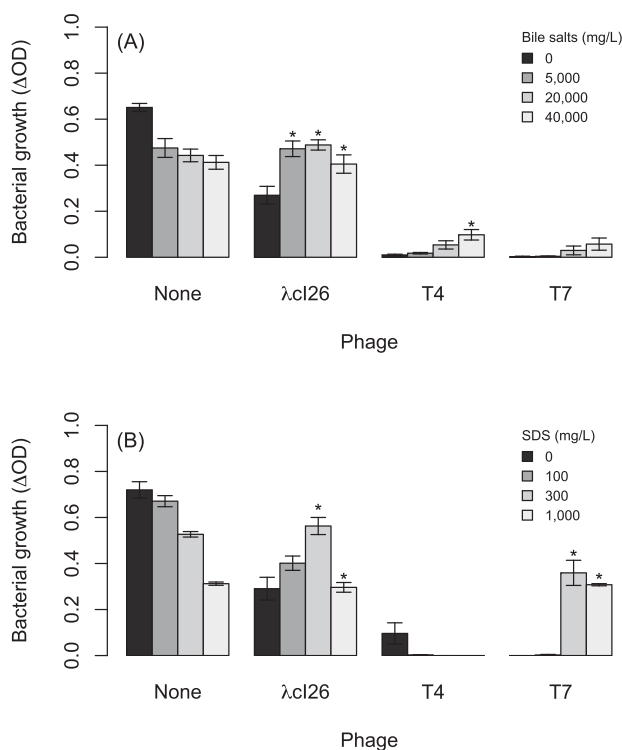 (A)
Bacterial growth (ΔOD)
1.0
0.8
0.6
0.4
0.2
0.0
Bile salts (mg/L)
0
5,000
20,000
40,000
* * *
*
None λcI26 T4 T7
Phage
(B)
Bacterial growth (ΔOD)
1.0
0.8
0.6
0.4
0.2
0.0
SDS (mg/L)
0
100
300
1,000
* *
* *
None λcI26 T4 T7
Phage